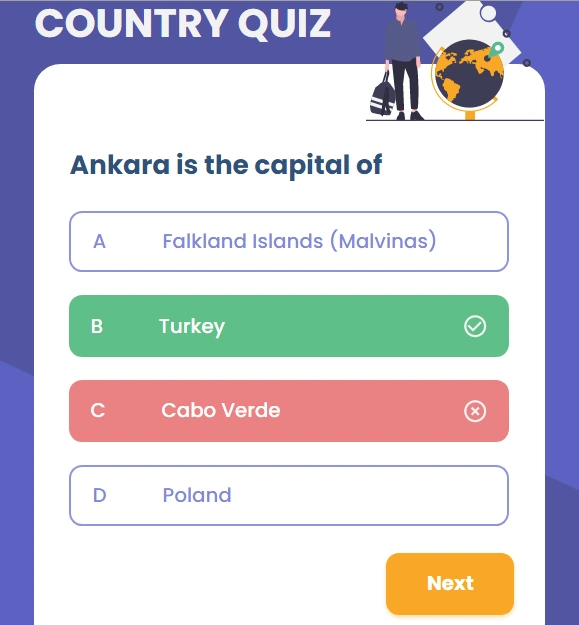 COUNTRY QUIZ
Ankara is the capital of
A Falkland Islands (Malvinas)
B Turkey
C Cabo Verde
D Poland
Next